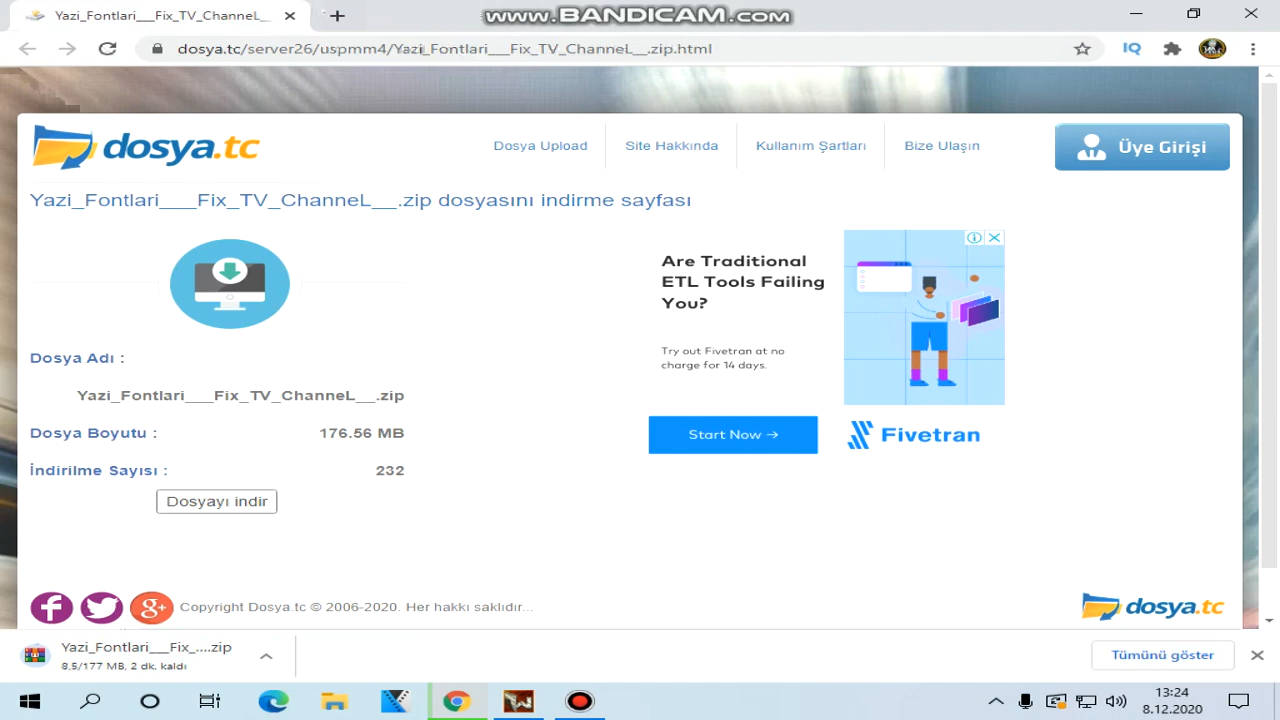 Yazi_Fontlari___Fix_TV_ChanneL_
www.BANDICAM.com
dosya.tc/server26/uspmm4/Yazi_Fontlari___Fix_TV_ChanneL__.zip.html
IQ
dosya.tc
Dosya Upload
Site Hakkında
Kullanım Şartları
Bize Ulaşın
Üye Girişi
Yazi_Fontlari___Fix_TV_ChanneL__.zip dosyasını indirme sayfası
Are Traditional
ETL Tools Failing
You?
Try out Fivetran at no
charge for 14 days.
Start Now →
Fivetran
Dosya Adı :
Yazi_Fontlari___Fix_TV_ChanneL__.zip
Dosya Boyutu : 176.56 MB
İndirilme Sayısı : 232
Dosyayı indir
Copyright Dosya.tc © 2006-2020. Her hakkı saklıdır...
dosya.tc
Yazi_Fontlari___Fix_....zip
8,5/177 MB, 2 dk. kaldı
Tümünü göster
13:24
8.12.2020